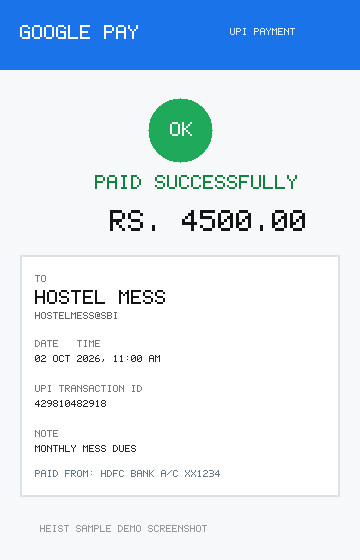 GOOGLE PAY
UPI PAYMENT
OK
PAID SUCCESSFULLY
RS. 4500.00
TO
HOSTEL MESS
HOSTELMESS@SBI
DATE TIME
02 OCT 2026, 11:00 AM
UPI TRANSACTION ID
429810482918
NOTE
MONTHLY MESS DUES
PAID FROM: HDFC BANK A/C XX1234
HEIST SAMPLE DEMO SCREENSHOT